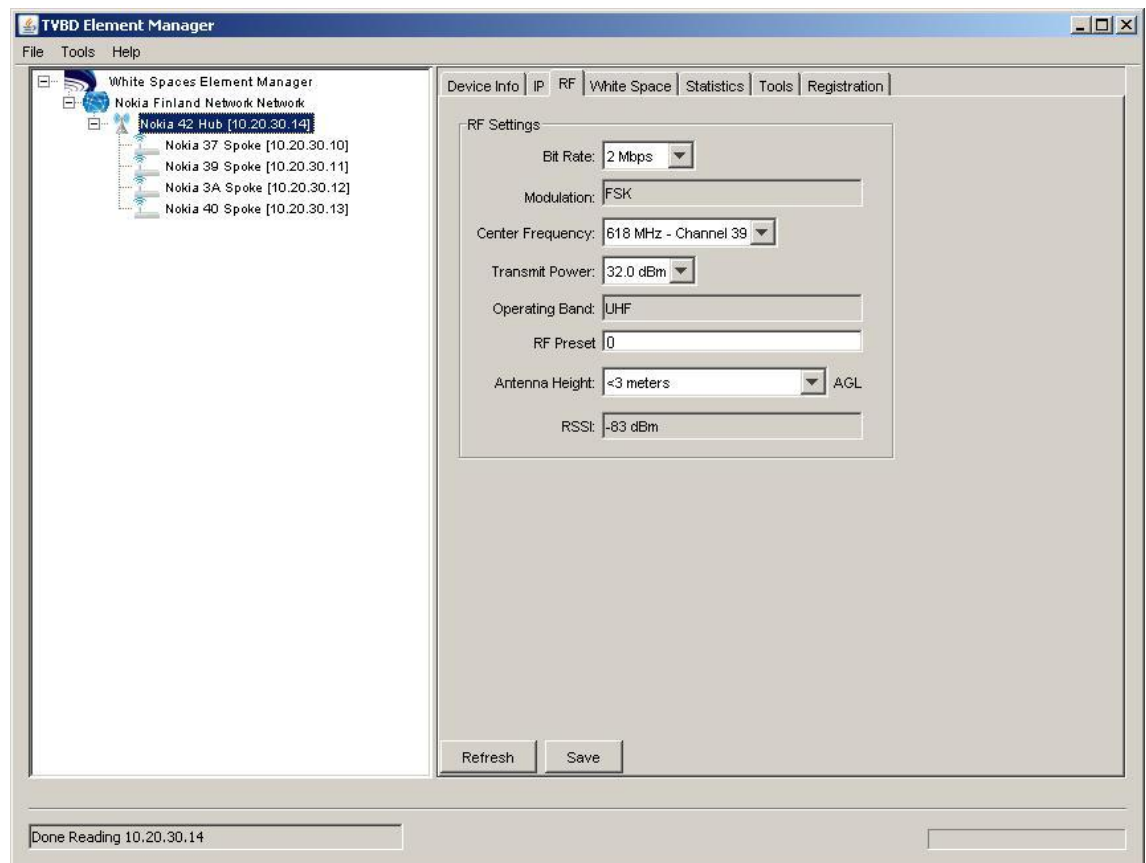 TVBD Element Manager
File Tools Help
White Spaces Element Manager
Nokia Finland Network Network
Nokia 42 Hub [10.20.30.14]
Nokia 37 Spoke [10.20.30.10]
Nokia 39 Spoke [10.20.30.11]
Nokia 3A Spoke [10.20.30.12]
Nokia 40 Spoke [10.20.30.13]
Device Info IP RF White Space Statistics Tools Registration
RF Settings
Bit Rate: 2 Mbps
Modulation: FSK
Center Frequency: 618 MHz - Channel 39
Transmit Power: 32.0 dBm
Operating Band: UHF
RF Preset 0
Antenna Height: <3 meters AGL
RSSI: -83 dBm
Refresh Save
Done Reading 10.20.30.14